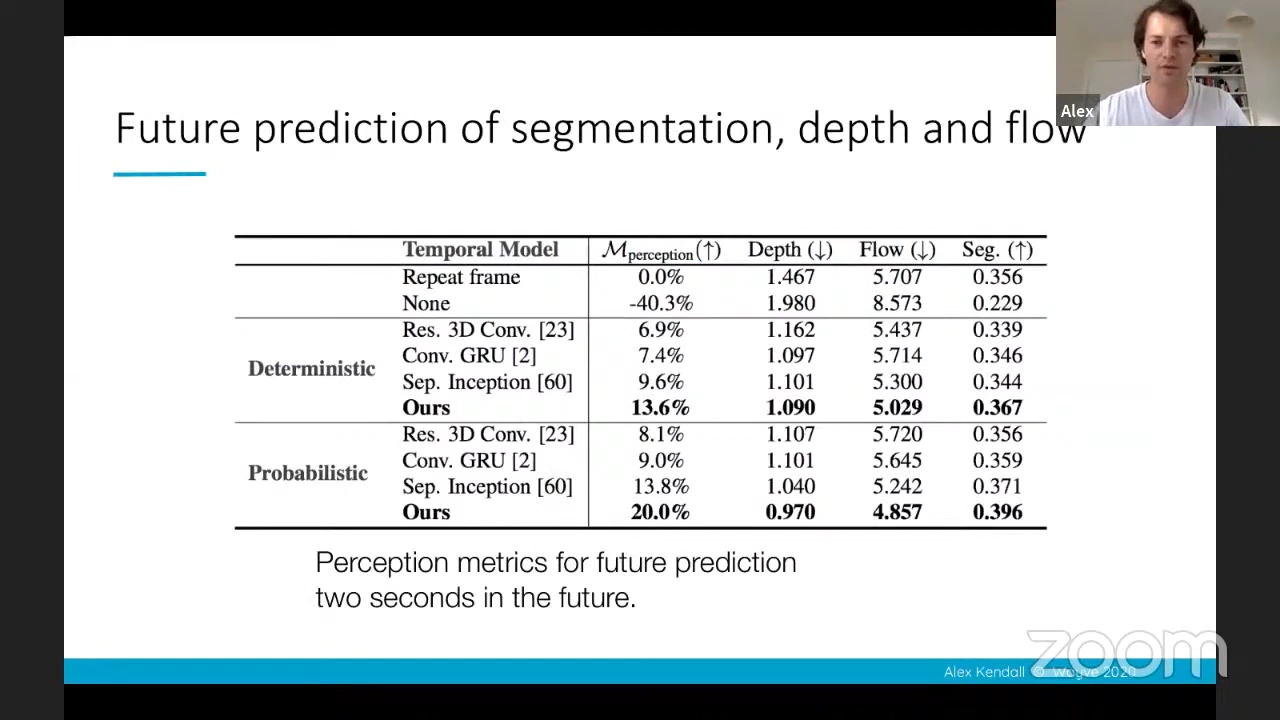 Alex
Future prediction of segmentation, depth and flow
Temporal Model Mperception(↑) Depth (↓) Flow (↓) Seg. (↑)
Repeat frame 0.0% 1.467 5.707 0.356
None -40.3% 1.980 8.573 0.229
Deterministic
Res. 3D Conv. [23] 6.9% 1.162 5.437 0.339
Conv. GRU [2] 7.4% 1.097 5.714 0.346
Sep. Inception [60] 9.6% 1.101 5.300 0.344
Ours 13.6% 1.090 5.029 0.367
Probabilistic
Res. 3D Conv. [23] 8.1% 1.107 5.720 0.356
Conv. GRU [2] 9.0% 1.101 5.645 0.359
Sep. Inception [60] 13.8% 1.040 5.242 0.371
Ours 20.0% 0.970 4.857 0.396
Perception metrics for future prediction
two seconds in the future.
zoom
Alex Kendall © Wayve 2020